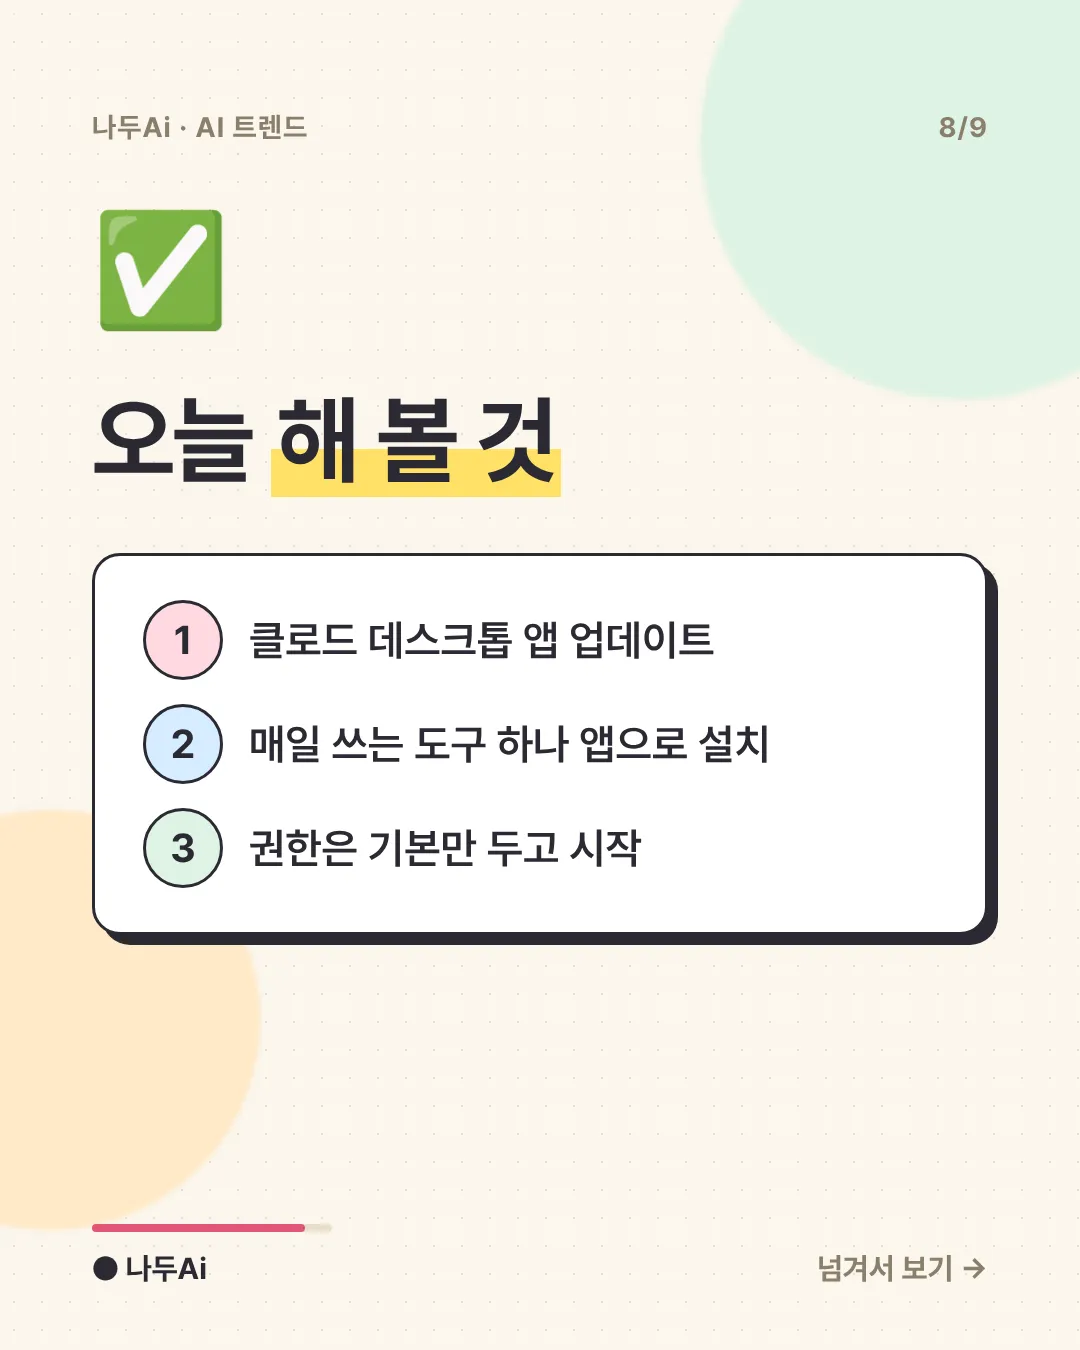 나두Ai · AI 트렌드
8/9
오늘 해 볼 것
1 클로드 데스크톱 앱 업데이트
2 매일 쓰는 도구 하나 앱으로 설치
3 권한은 기본만 두고 시작
나두Ai
넘겨서 보기 →